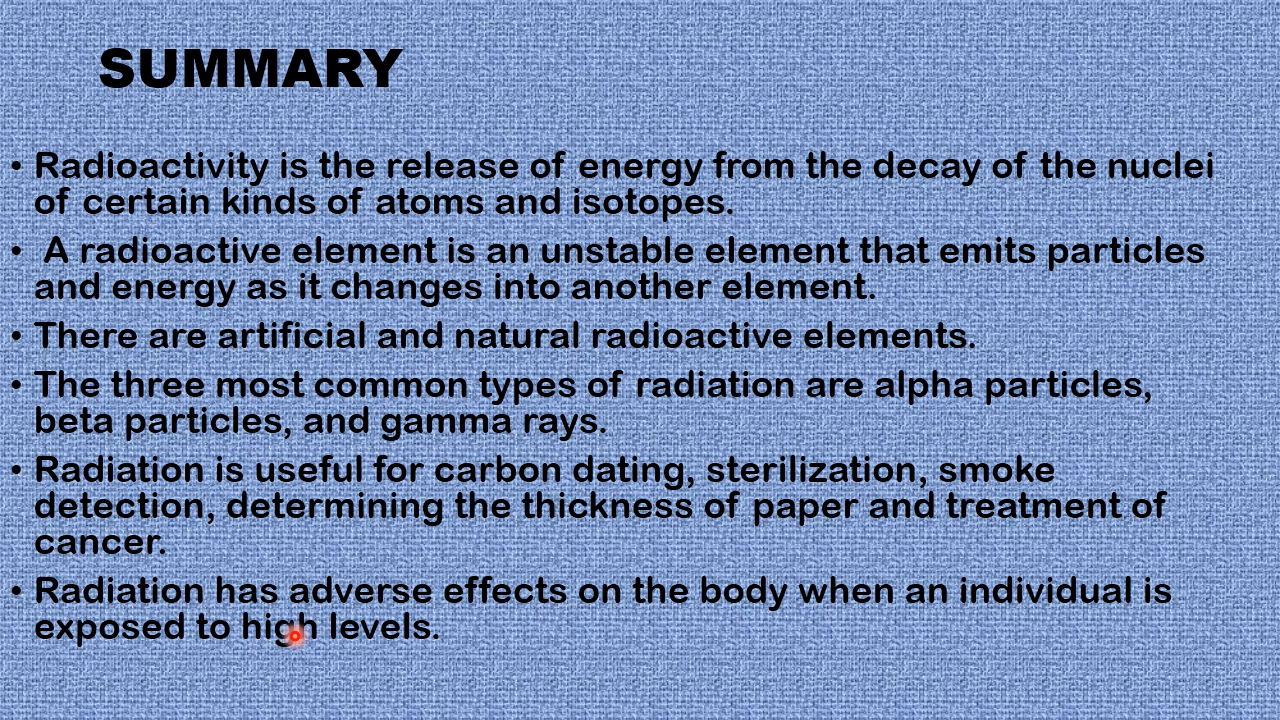 SUMMARY
• Radioactivity is the release of energy from the decay of the nuclei
of certain kinds of atoms and isotopes.
• A radioactive element is an unstable element that emits particles
and energy as it changes into another element.
• There are artificial and natural radioactive elements.
• The three most common types of radiation are alpha particles,
beta particles, and gamma rays.
• Radiation is useful for carbon dating, sterilization, smoke
detection, determining the thickness of paper and treatment of
cancer.
• Radiation has adverse effects on the body when an individual is
exposed to high levels.